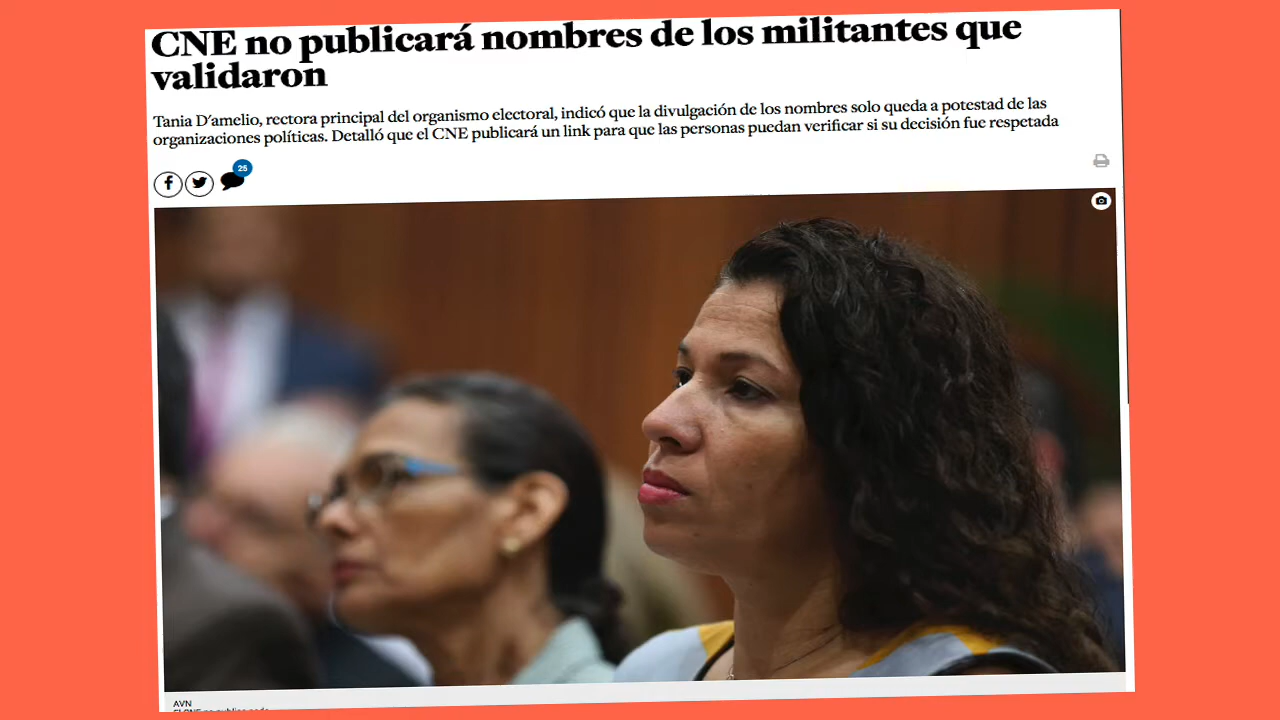 CNE no publicará nombres de los militantes que
validaron
Tania D´amelio, rectora principal del organismo electoral, indicó que la divulgación de los nombres solo queda a potestad de las
organizaciones políticas. Detalló que el CNE publicará un link para que las personas puedan verificar si su decisión fue respetada
25
AVN